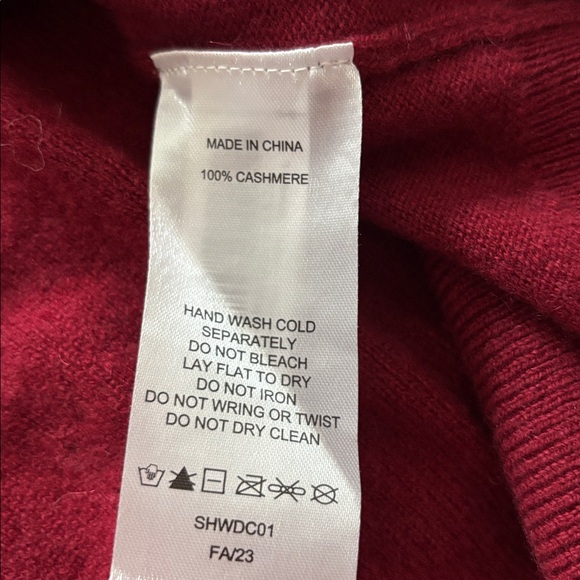 MADE IN CHINA
100% CASHMERE
HAND WASH COLD
SEPARATELY
DO NOT BLEACH
LAY FLAT TO DRY
DO NOT IRON
DO NOT WRING OR TWIST
DO NOT DRY CLEAN
SHWDC01
FA/23